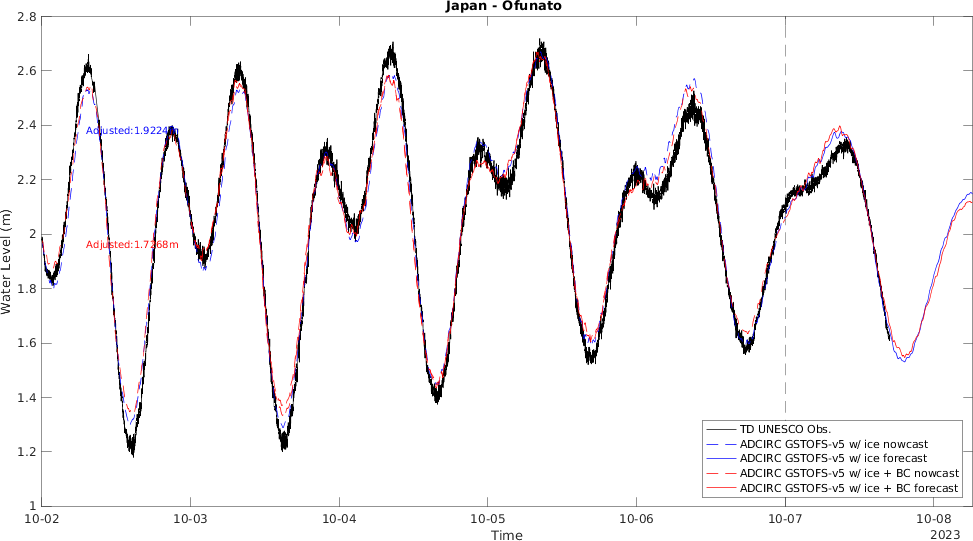 Japan - Ofunato
2.8
2.6
2.4
2.2
2
1.8
1.6
1.4
1.2
1
Water Level (m)
Adjusted:1.9224m
Adjusted:1.7268m
TD UNESCO Obs.
ADCIRC GSTOFS-v5 w/ ice nowcast
ADCIRC GSTOFS-v5 w/ ice forecast
ADCIRC GSTOFS-v5 w/ ice + BC nowcast
ADCIRC GSTOFS-v5 w/ ice + BC forecast
10-02 10-03 10-04 10-05 10-06 10-07 10-08
Time
2023